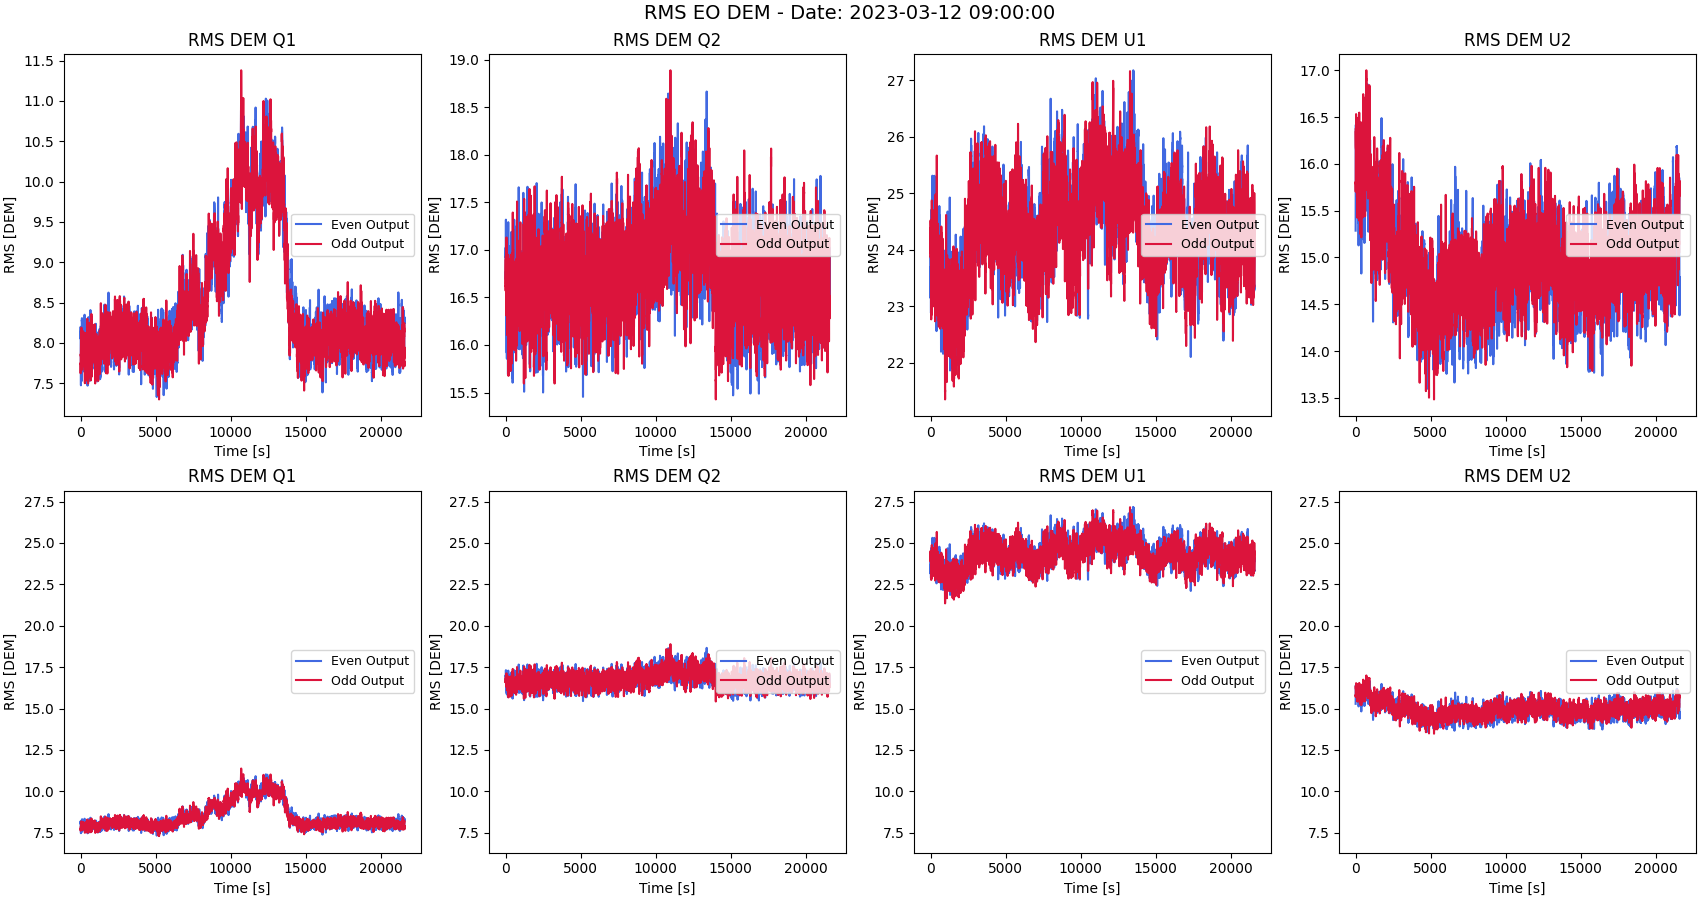 RMS EO DEM - Date: 2023-03-12 09:00:00
RMS DEM Q1
RMS [DEM]
11.5
11.0
10.5
10.0
9.5
9.0
8.5
8.0
7.5
Even Output
Odd Output
0 5000 10000 15000 20000
Time [s]
RMS DEM Q2
RMS [DEM]
19.0
18.5
18.0
17.5
17.0
16.5
16.0
15.5
Even Output
Odd Output
0 5000 10000 15000 20000
Time [s]
RMS DEM U1
RMS [DEM]
27
26
25
24
23
22
Even Output
Odd Output
0 5000 10000 15000 20000
Time [s]
RMS DEM U2
RMS [DEM]
17.0
16.5
16.0
15.5
15.0
14.5
14.0
13.5
Even Output
Odd Output
0 5000 10000 15000 20000
Time [s]
RMS DEM Q1
RMS [DEM]
27.5
25.0
22.5
20.0
17.5
15.0
12.5
10.0
7.5
Even Output
Odd Output
0 5000 10000 15000 20000
Time [s]
RMS DEM Q2
RMS [DEM]
27.5
25.0
22.5
20.0
17.5
15.0
12.5
10.0
7.5
Even Output
Odd Output
0 5000 10000 15000 20000
Time [s]
RMS DEM U1
RMS [DEM]
27.5
25.0
22.5
20.0
17.5
15.0
12.5
10.0
7.5
Even Output
Odd Output
0 5000 10000 15000 20000
Time [s]
RMS DEM U2
RMS [DEM]
27.5
25.0
22.5
20.0
17.5
15.0
12.5
10.0
7.5
Even Output
Odd Output
0 5000 10000 15000 20000
Time [s]